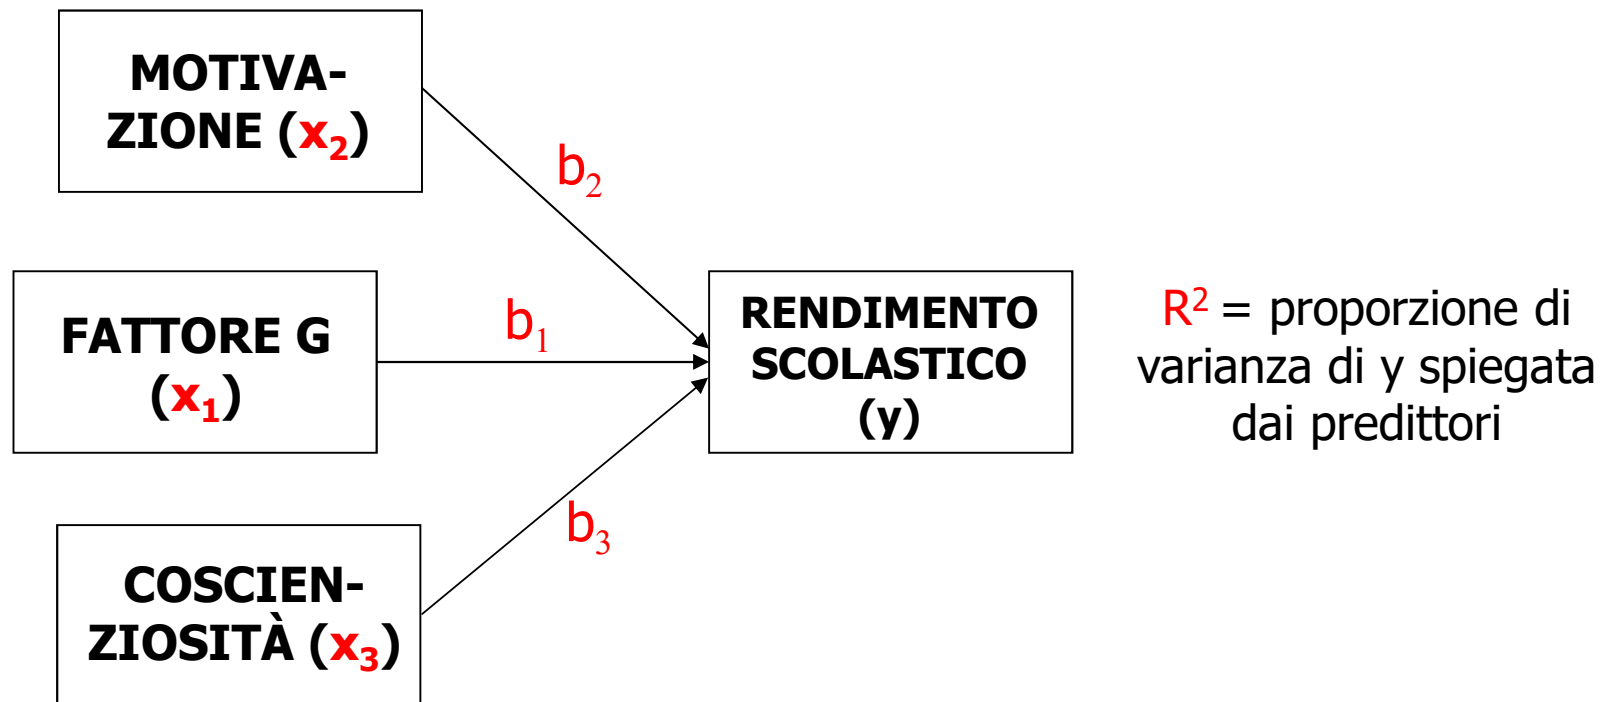 MOTIVA-
ZIONE (x₂)
b₂
FATTORE G
(x₁)
b₁
RENDIMENTO
SCOLASTICO
(y)
R² = proporzione di
varianza di y spiegata
dai predittori
b₃
COSCIEN-
ZIOSITÀ (x₃)